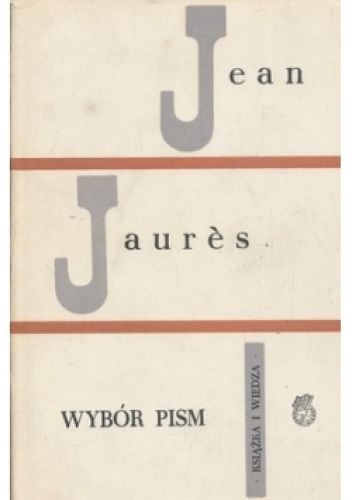 Jean
Jaurès
WYBÓR PISM
· KSIĄŻKA I WIEDZA ·